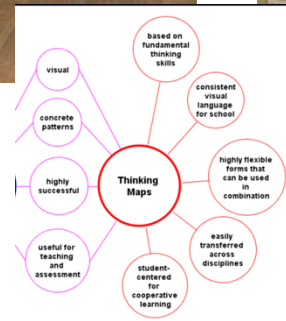 based on
fundamental
thinking
skills
visual
consistent
visual
language
for school
concrete
patterns
highly flexible
forms that
can be used
in
combination
Thinking
Maps
highly
successful
easily
transferred
across
disciplines
useful for
teaching
and
assessment
student-
centered
for
cooperative
learning